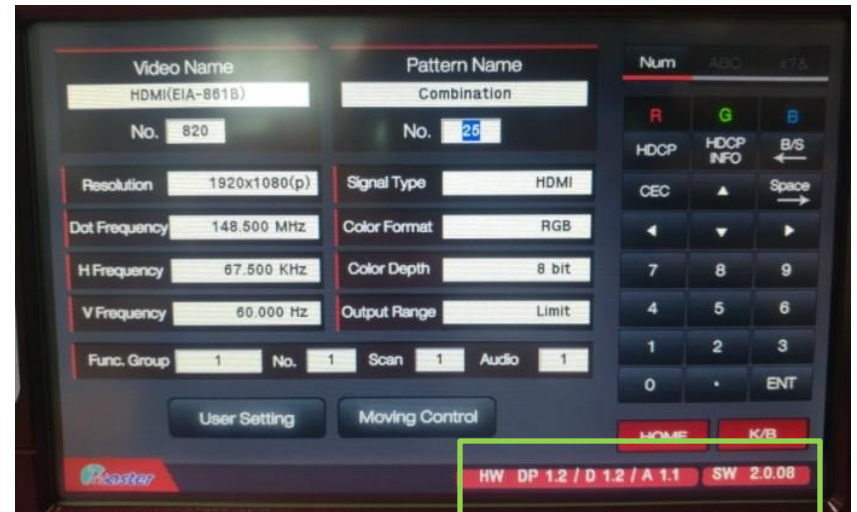 Video Name
HDMI(EIA-861B)
No. 820
Pattern Name
Combination
No. 25
Resolution 1920x1080(p)
Dot Frequency 148.500 MHz
H Frequency 67.500 KHz
V Frequency 60.000 Hz
Signal Type HDMI
Color Format RGB
Color Depth 8 bit
Output Range Limit
Func. Group 1 No. 1 Scan 1 Audio 1
User Setting Moving Control
Num ABC #?&
R G B
HDCP HDCP INFO B/S ←
CEC ▲ Space →
◀ ▼ ▶
7 8 9
4 5 6
1 2 3
0 · ENT
HOME K/B
HW DP 1.2 / D 1.2 / A 1.1 SW 2.0.08